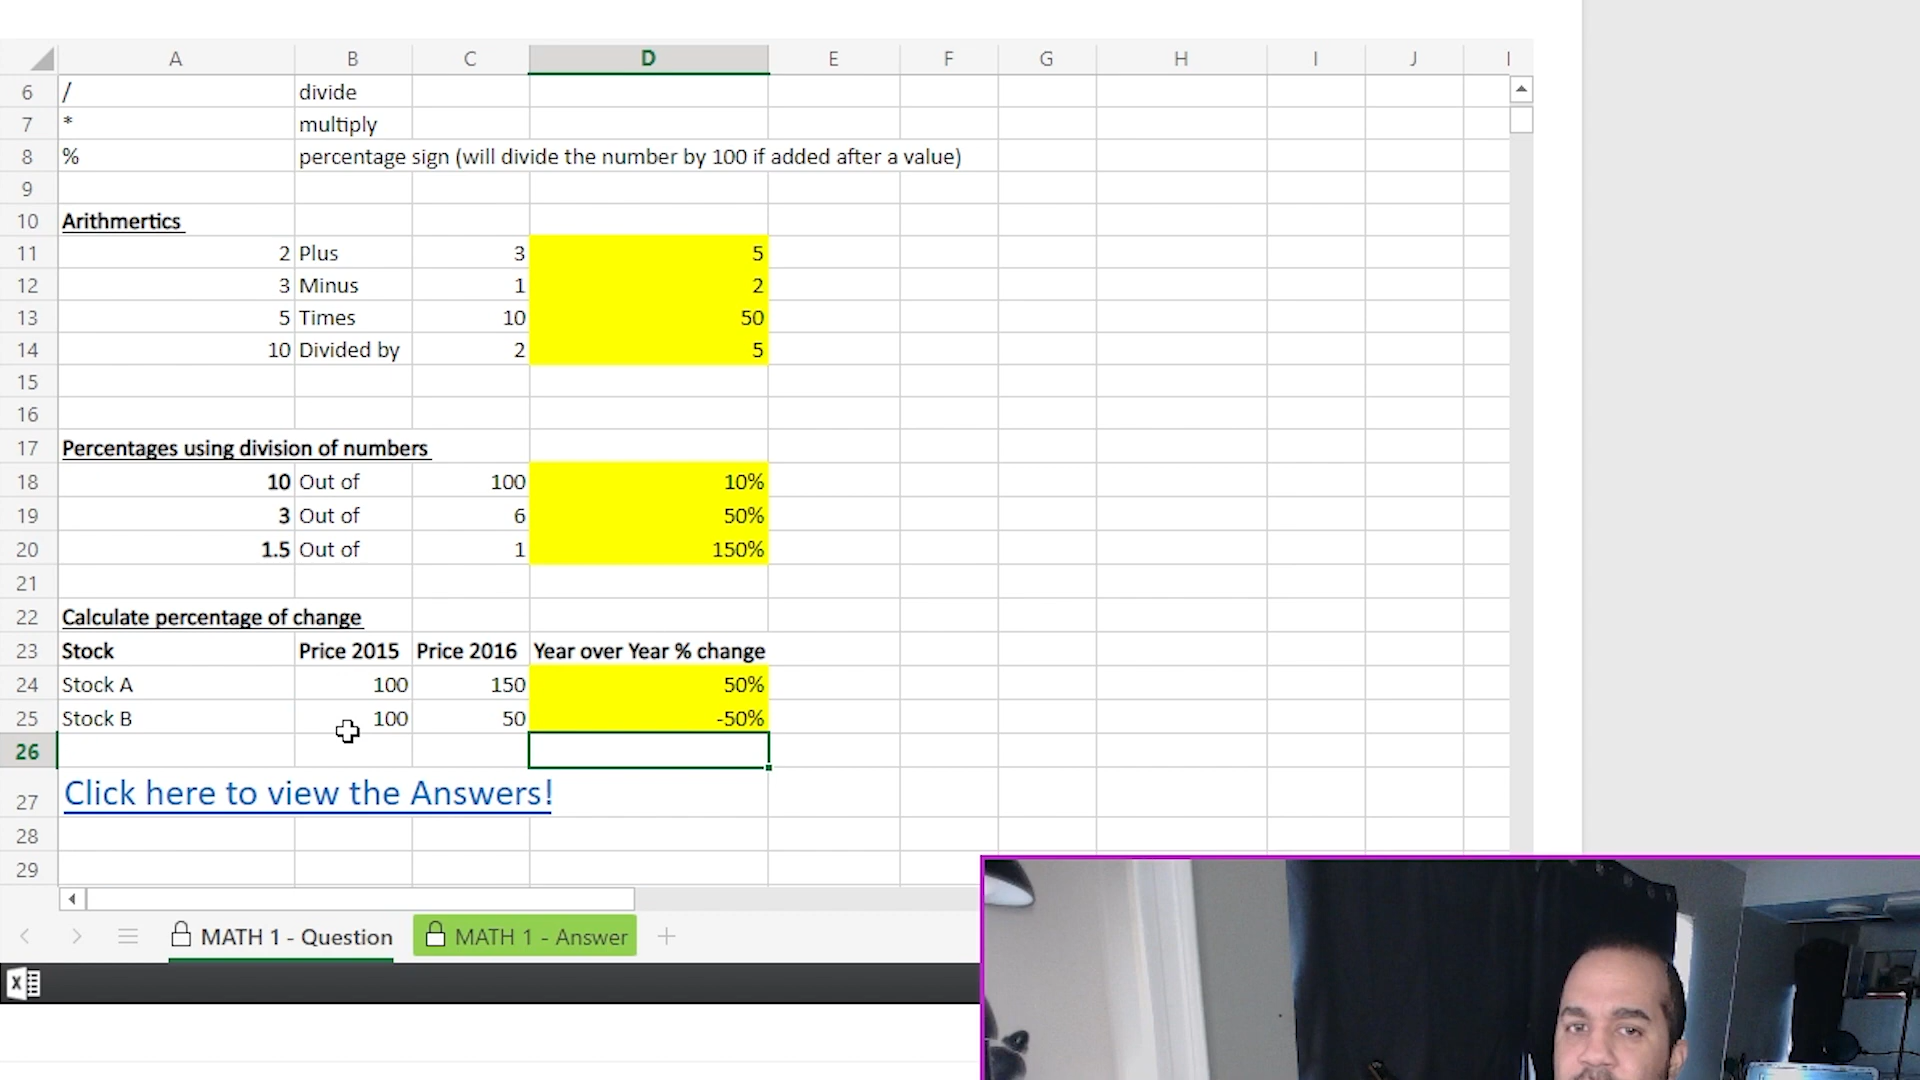 A B C D E F G H I J
6 / divide
7 * multiply
8 % percentage sign (will divide the number by 100 if added after a value)
9
10 Arithmertics
11 2 Plus 3 5
12 3 Minus 1 2
13 5 Times 10 50
14 10 Divided by 2 5
15
16
17 Percentages using division of numbers
18 10 Out of 100 10%
19 3 Out of 6 50%
20 1.5 Out of 1 150%
21
22 Calculate percentage of change
23 Stock Price 2015 Price 2016 Year over Year % change
24 Stock A 100 150 50%
25 Stock B 100 50 -50%
26
27 Click here to view the Answers!
28
29
MATH 1 - Question MATH 1 - Answer